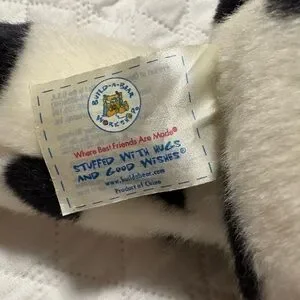 BUILD-A-BEAR
WORKSHOP®
Where Best Friends Are Made®
STUFFED WITH HUGS
AND GOOD WISHES®
www.buildabear.com
Product of China